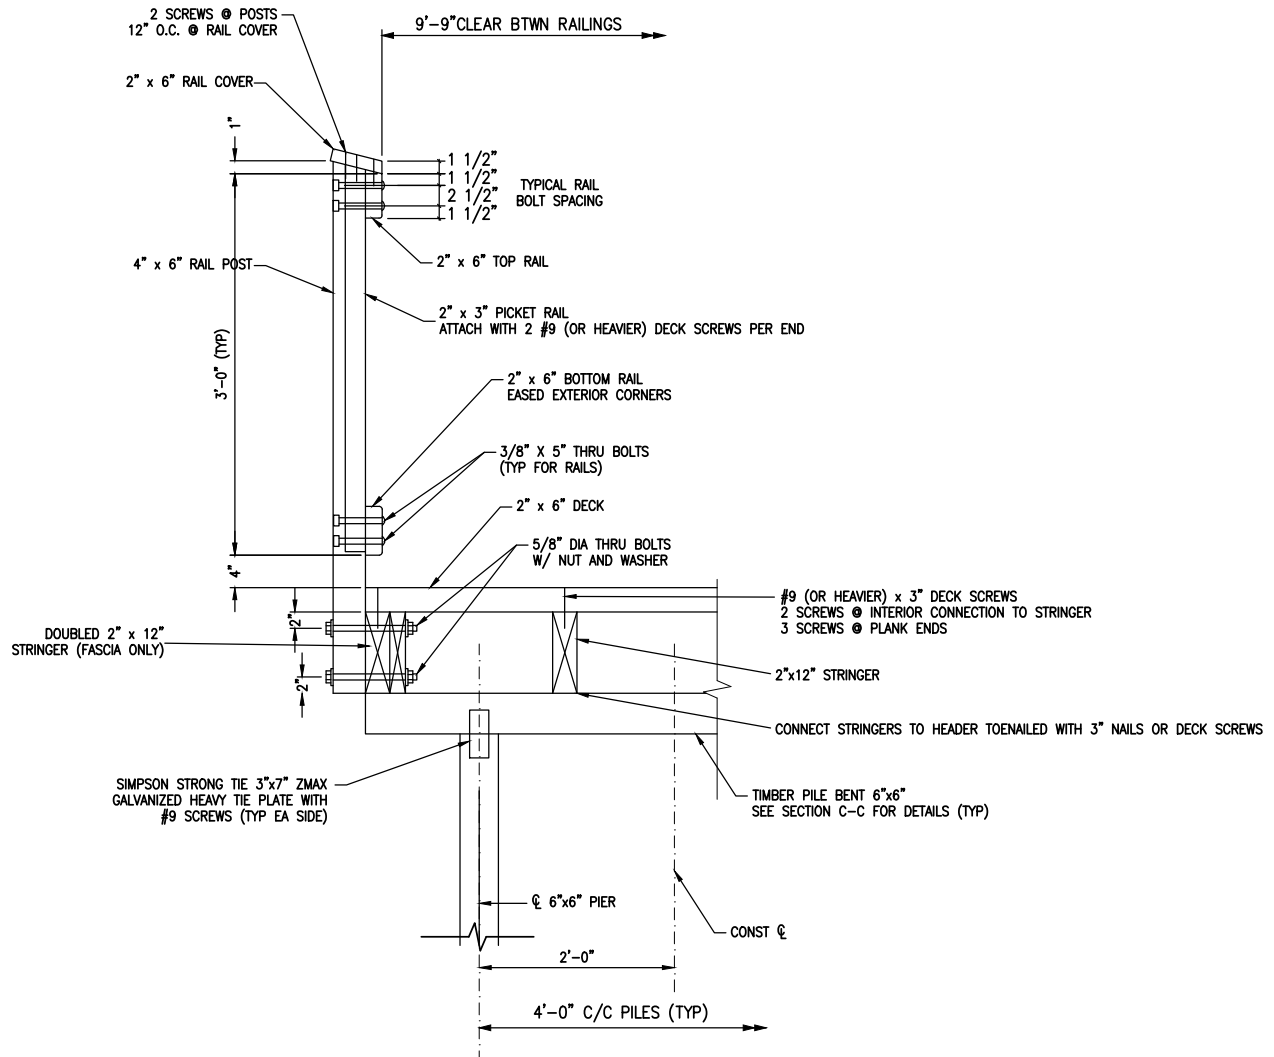 2 SCREWS @ POSTS
12" O.C. @ RAIL COVER
9'-9"CLEAR BTWN RAILINGS
2" x 6" RAIL COVER
1"
1 1/2"
1 1/2"
2 1/2"
1 1/2"
TYPICAL RAIL
BOLT SPACING
4" x 6" RAIL POST
2" x 6" TOP RAIL
2" x 3" PICKET RAIL
ATTACH WITH 2 #9 (OR HEAVIER) DECK SCREWS PER END
3'-0" (TYP)
2" x 6" BOTTOM RAIL
EASED EXTERIOR CORNERS
3/8" X 5" THRU BOLTS
(TYP FOR RAILS)
2" x 6" DECK
5/8" DIA THRU BOLTS
W/ NUT AND WASHER
4"
#9 (OR HEAVIER) x 3" DECK SCREWS
2 SCREWS @ INTERIOR CONNECTION TO STRINGER
3 SCREWS @ PLANK ENDS
2"
DOUBLED 2" x 12"
STRINGER (FASCIA ONLY)
2"
2"x12" STRINGER
CONNECT STRINGERS TO HEADER TOENAILED WITH 3" NAILS OR DECK SCREWS
SIMPSON STRONG TIE 3"x7" ZMAX
GALVANIZED HEAVY TIE PLATE WITH
#9 SCREWS (TYP EA SIDE)
TIMBER PILE BENT 6"x6"
SEE SECTION C-C FOR DETAILS (TYP)
℄ 6"x6" PIER
CONST ℄
2'-0"
4'-0" C/C PILES (TYP)